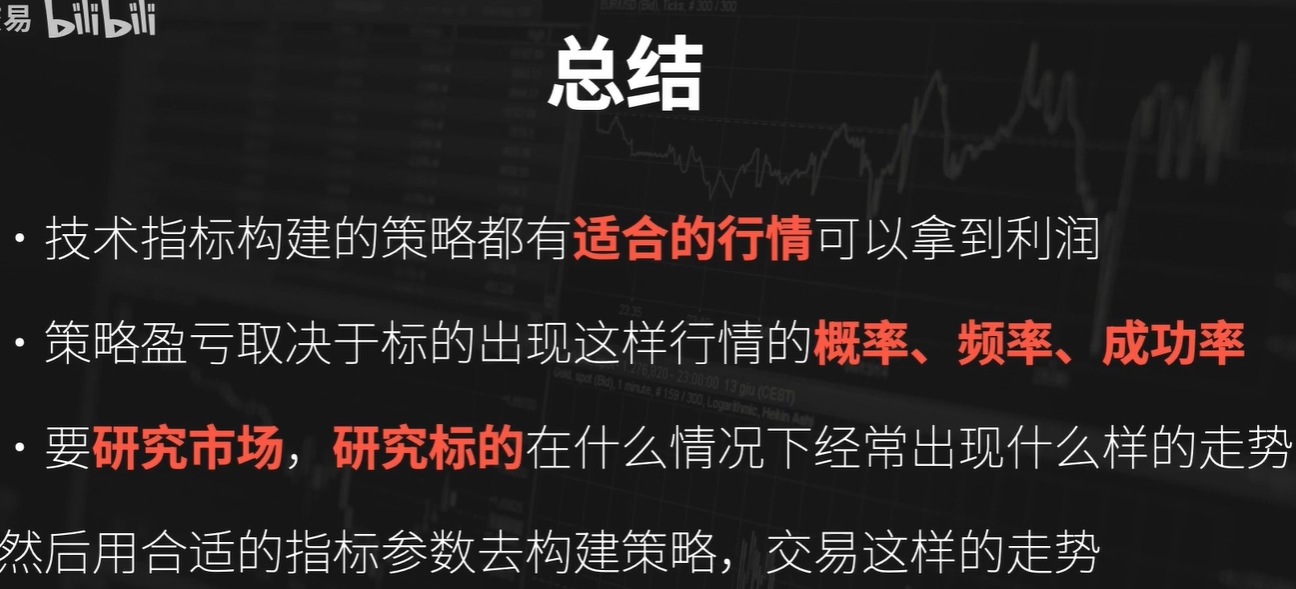 易 bilibili
EURUSD (Bid), Ticks, # 300 / 300
总结
· 技术指标构建的策略都有适合的行情可以拿到利润
· 策略盈亏取决于标的出现这样行情的概率、频率、成功率
· 要研究市场，研究标的在什么情况下经常出现什么样的走势
然后用合适的指标参数去构建策略，交易这样的走势